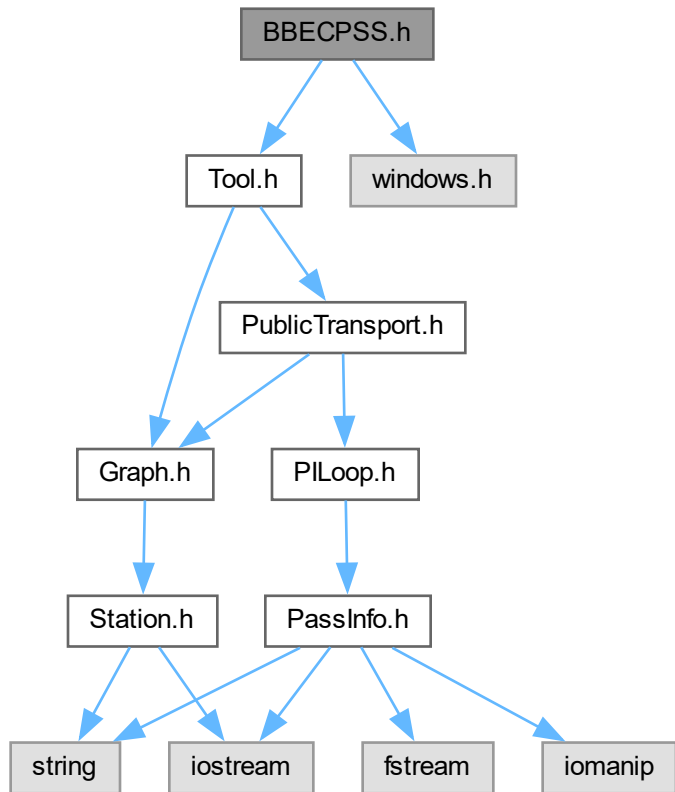 BBECPSS.h
Tool.h
windows.h
PublicTransport.h
Graph.h
PILoop.h
Station.h
PassInfo.h
string
iostream
fstream
iomanip